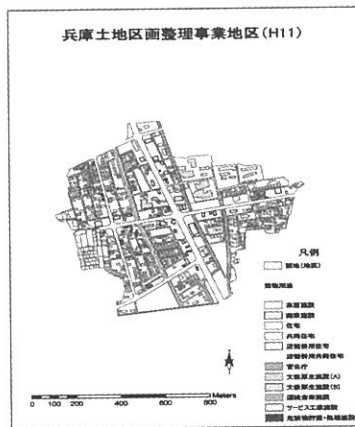 兵庫土地区画整理事業地区(H11)
凡例
建物用途
業務施設
商業施設
住宅
共同住宅
店舗併用住宅
店舗併用共同住宅
官公庁
文教厚生施設(A)
文教厚生施設(B)
運輸倉庫施設
サービス工業施設
0 100 200 400 600 800 Meters